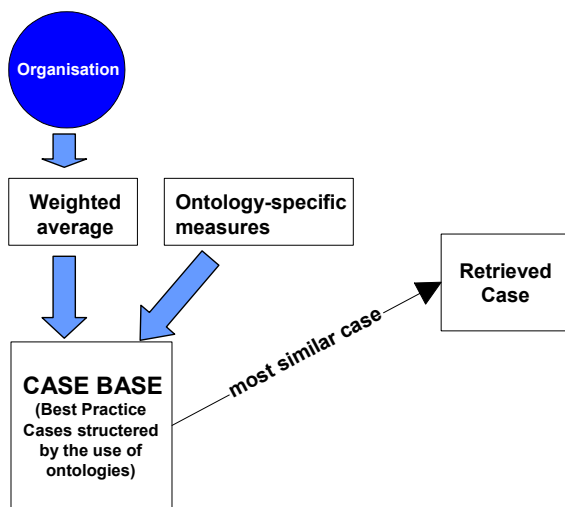 Organisation
Weighted
average
Ontology-specific
measures
Retrieved
Case
most similar case
CASE BASE
(Best Practice
Cases structered
by the use of
ontologies)